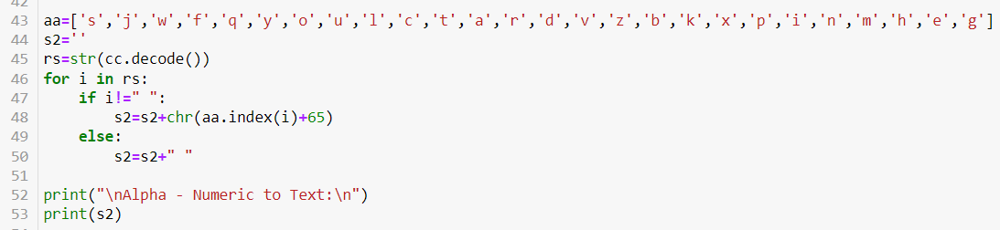 42
43 aa=['s','j','w','f','q','y','o','u','l','c','t','a','r','d','v','z','b','k','x','p','i','n','m','h','e','g']
44 s2=''
45 rs=str(cc.decode())
46 for i in rs:
47     if i!=" ":
48         s2=s2+chr(aa.index(i)+65)
49     else:
50         s2=s2+" "
51
52 print("\nAlpha - Numeric to Text:\n")
53 print(s2)